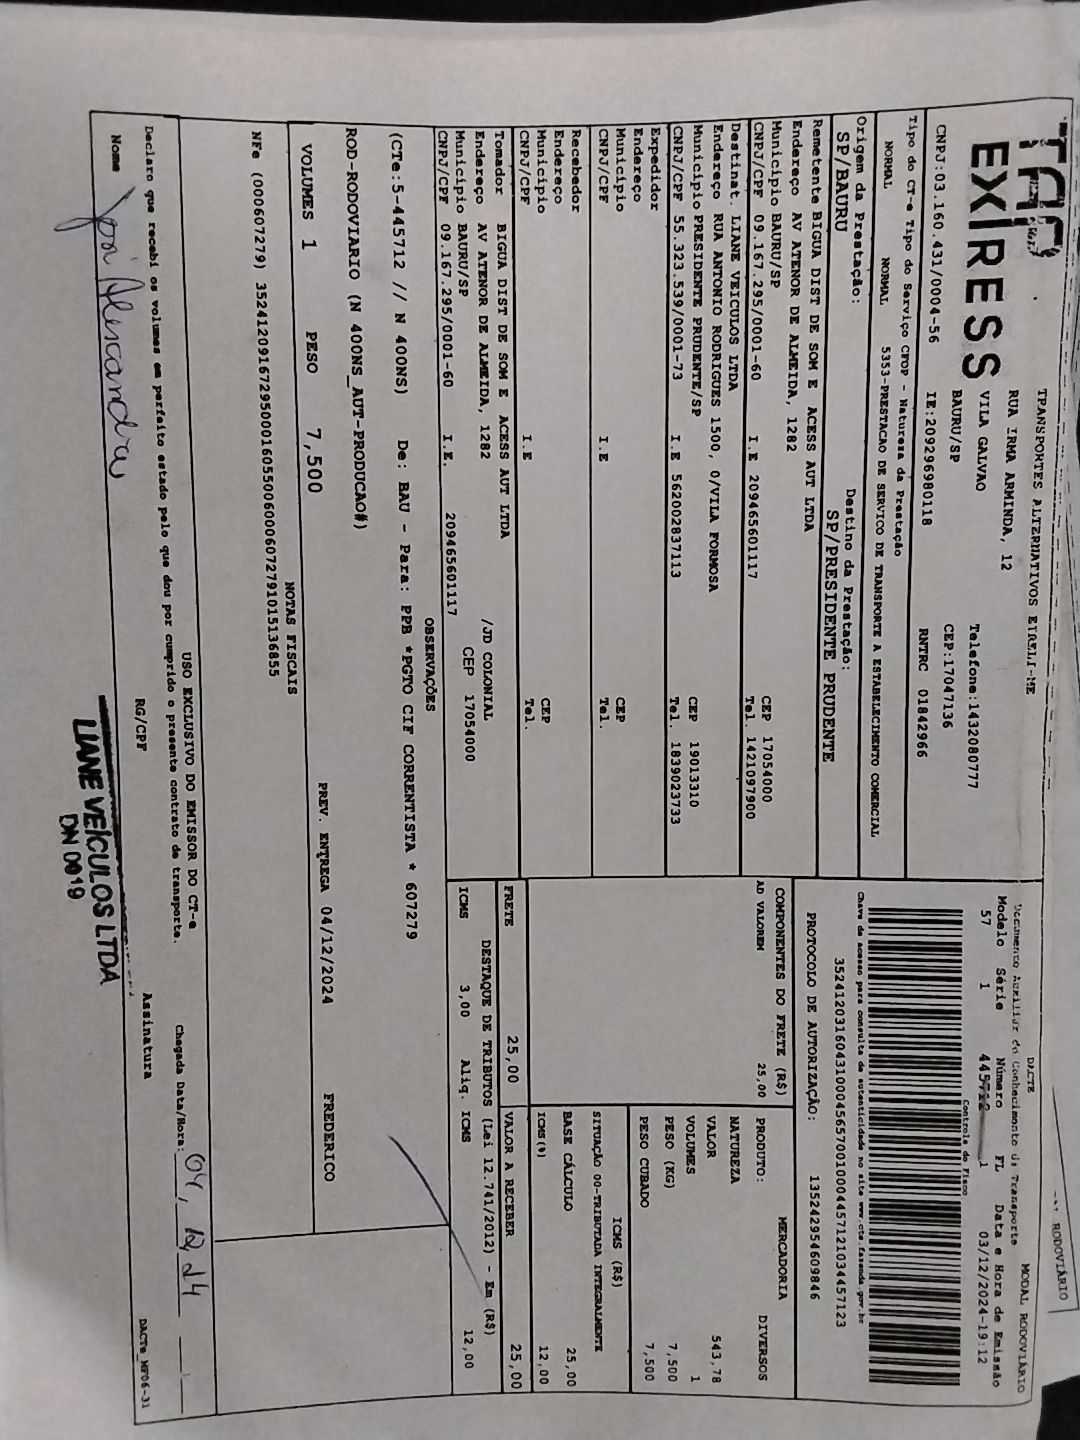 TAP
EXPRESS
TRANSPORTES ALTERNATIVOS EIRELI-ME
RUA IRMA ARMINDA, 12
VILA GALVAO Telefone:1432080777
BAURU/SP CEP:17047136
CNPJ:03.160.431/0004-56 IE:209296980118 RNTRC 01842966
Tipo do CT-e Tipo do Serviço CFOP - Natureza da Prestação
NORMAL NORMAL 5353-PRESTACAO DE SERVICO DE TRANSPORTE A ESTABELECIMENTO COMERCIAL
Origem da Prestação: Destino da Prestação:
SP/BAURU SP/PRESIDENTE PRUDENTE
Remetente BIGUA DIST DE SOM E ACESS AUT LTDA
Endereço AV ATENOR DE ALMEIDA, 1282
Municipio BAURU/SP CEP 17054000
CNPJ/CPF 09.167.295/0001-60 I.E 209465601117 Tel. 1421097900
Destinat. LIANE VEICULOS LTDA
Endereço RUA ANTONIO RODRIGUES 1500, 0/VILA FORMOSA
Municipio PRESIDENTE PRUDENTE/SP CEP 19013310
CNPJ/CPF 55.323.539/0001-73 I.E 562002837113 Tel. 1839023733
Expedidor
Endereço
Municipio CEP
CNPJ/CPF I.E Tel.
Recebedor
Endereço
Municipio CEP
CNPJ/CPF I.E Tel.
Tomador BIGUA DIST DE SOM E ACESS AUT LTDA
Endereço AV ATENOR DE ALMEIDA, 1282 /JD COLONIAL
Municipio BAURU/SP CEP 17054000
CNPJ/CPF 09.167.295/0001-60 I.E. 209465601117
RODOVIÁRIO
DACTE MODAL RODOVIÁRIO
Documento Auxiliar do Conhecimento de Transporte
Modelo Série Número FL Data e Hora de Emissão
57 1 445712 1 03/12/2024-19:12
Controle do Fisco
Chave de acesso para consulta de autenticidade no site www.cte.fazenda.gov.br
35241203160431000456570010004457121034457123
PROTOCOLO DE AUTORIZAÇÃO: 135242954609846
COMPONENTES DO FRETE (R$)
AD VALOREM 25,00
MERCADORIA
PRODUTO: DIVERSOS
NATUREZA
VALOR 543,78
VOLUMES 1
PESO (KG) 7,500
PESO CUBADO 7,500
ICMS (R$)
SITUAÇÃO 00-TRIBUTADA INTEGRALMENTE
BASE CÁLCULO 25,00
ICMS(%) 12,00
FRETE 25,00 VALOR A RECEBER 25,00
DESTAQUE DE TRIBUTOS (Lei 12.741/2012) - Em (R$)
ICMS 3,00 Aliq. ICMS 12,00
OBSERVAÇÕES
(CTe:5-445712 // N 400NS) De: BAU - Para: PPB *PGTO CIF CORRENTISTA * 607279
ROD-RODOVIARIO (N 400NS_AUT-PRODUCAO#)
VOLUMES 1 PESO 7,500 PREV. ENTREGA 04/12/2024 FREDERICO
NOTAS FISCAIS
NFe (000607279) 35241209167295000160550060006072791015136855
USO EXCLUSIVO DO EMISSOR DO CT-e
Declaro que recebi os volumes em perfeito estado pelo que dou por cumprido o presente contrato de transporte. Chegada Data/Hora: 04, 12, 24
Nome RG/CPF Assinatura
LIANE VEÍCULOS LTDA
DN 0919
DACTe_MF06-31